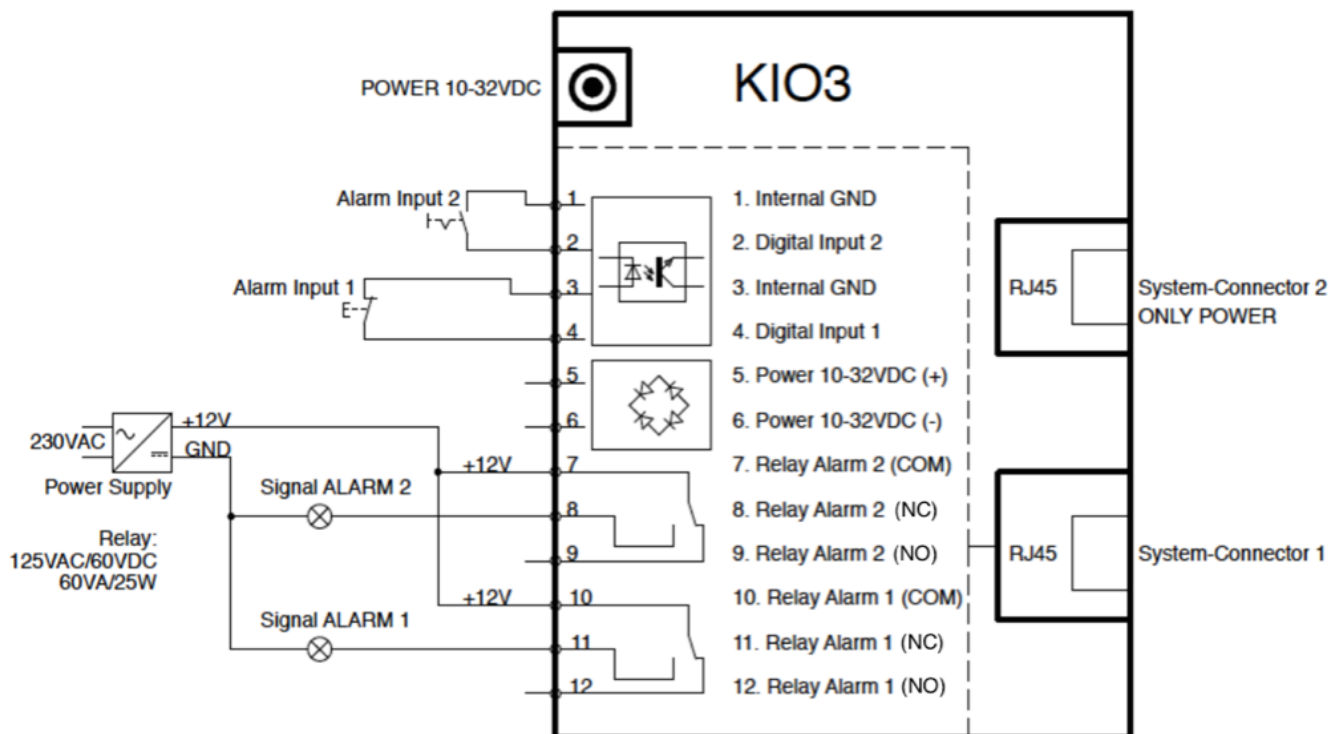 KIO3
POWER 10-32VDC
Alarm Input 2
Alarm Input 1
1
2
3
4
5
6
7
8
9
10
11
12
1. Internal GND
2. Digital Input 2
3. Internal GND
4. Digital Input 1
5. Power 10-32VDC (+)
6. Power 10-32VDC (-)
7. Relay Alarm 2 (COM)
8. Relay Alarm 2 (NC)
9. Relay Alarm 2 (NO)
10. Relay Alarm 1 (COM)
11. Relay Alarm 1 (NC)
12. Relay Alarm 1 (NO)
230VAC
+12V
GND
Power Supply
+12V
Signal ALARM 2
Relay:
125VAC/60VDC
60VA/25W
+12V
Signal ALARM 1
RJ45
System-Connector 2
ONLY POWER
RJ45
System-Connector 1